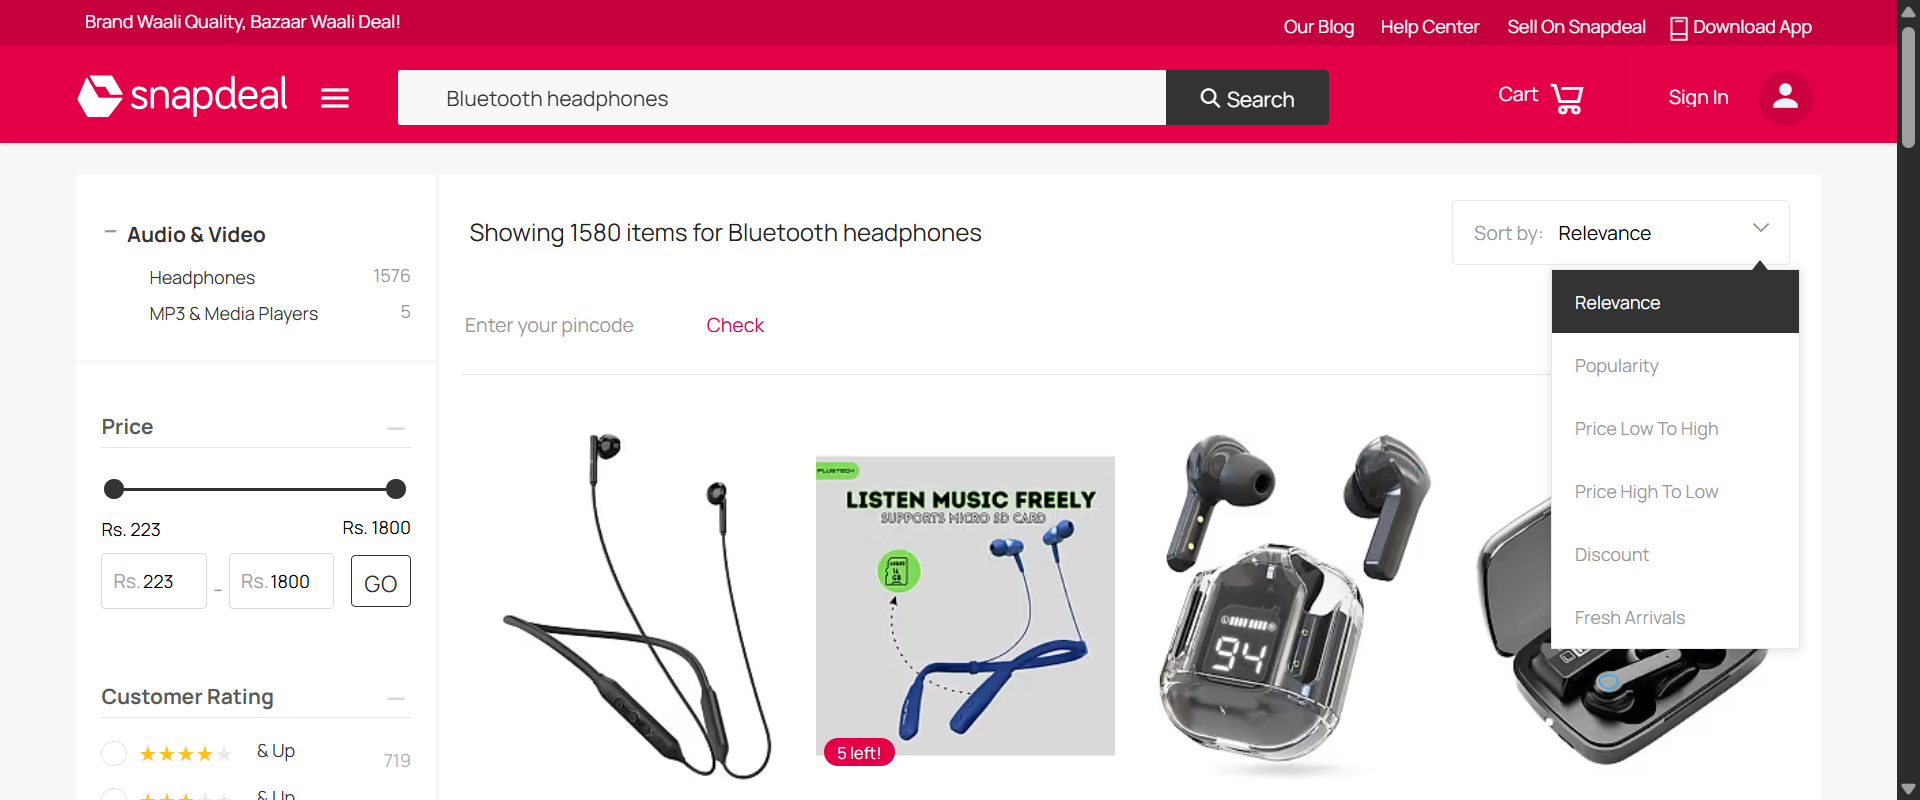 Brand Waali Quality, Bazaar Waali Deal!
Our Blog
Help Center
Sell On Snapdeal
Download App
snapdeal
Bluetooth headphones
Search
Cart
Sign In
Audio & Video
Headphones 1576
MP3 & Media Players 5
Showing 1580 items for Bluetooth headphones
Sort by: Relevance
Enter your pincode
Check
Relevance
Popularity
Price Low To High
Price High To Low
Discount
Fresh Arrivals
Price
Rs. 223
Rs. 1800
Rs. 223 - Rs. 1800
GO
Customer Rating
& Up
719
& Up
PLUSTECH
LISTEN MUSIC FREELY
SUPPORTS MICRO SD CARD
16
GB
5 left!
94